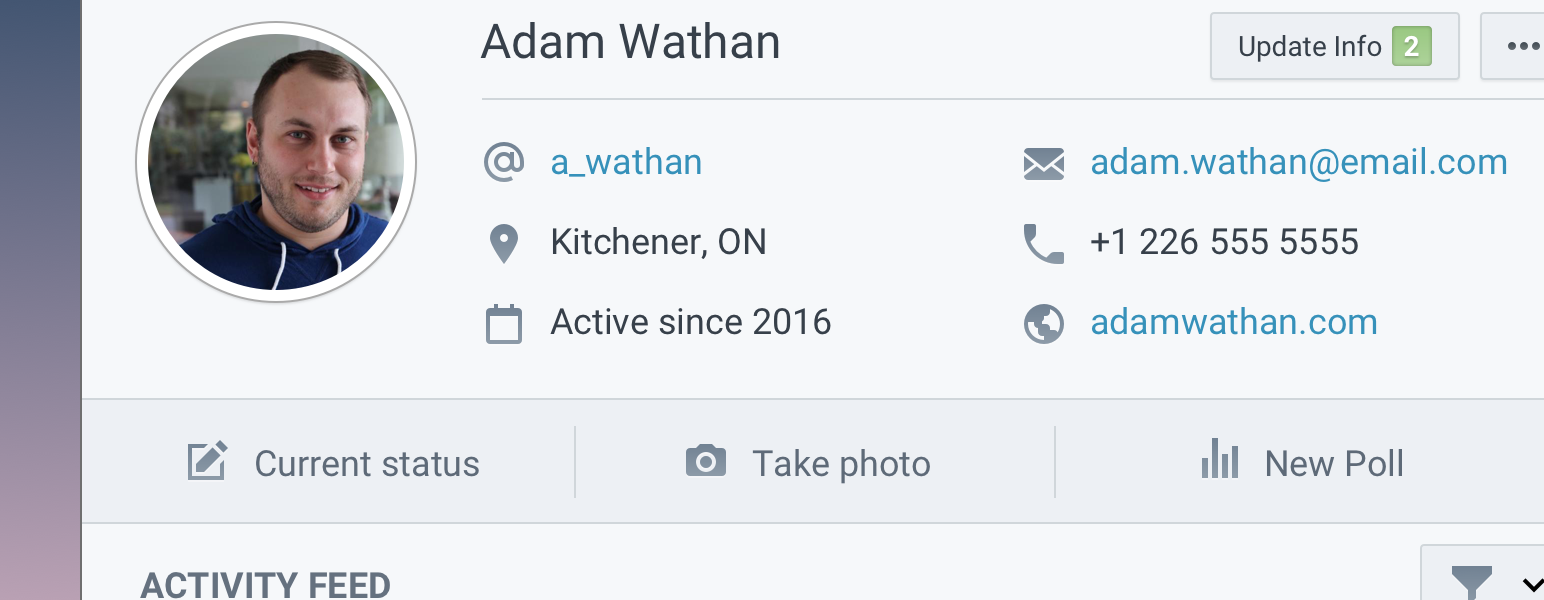 Adam Wathan
Update Info 2
a_wathan
adam.wathan@email.com
Kitchener, ON
+1 226 555 5555
Active since 2016
adamwathan.com
Current status
Take photo
New Poll
ACTIVITY FEED